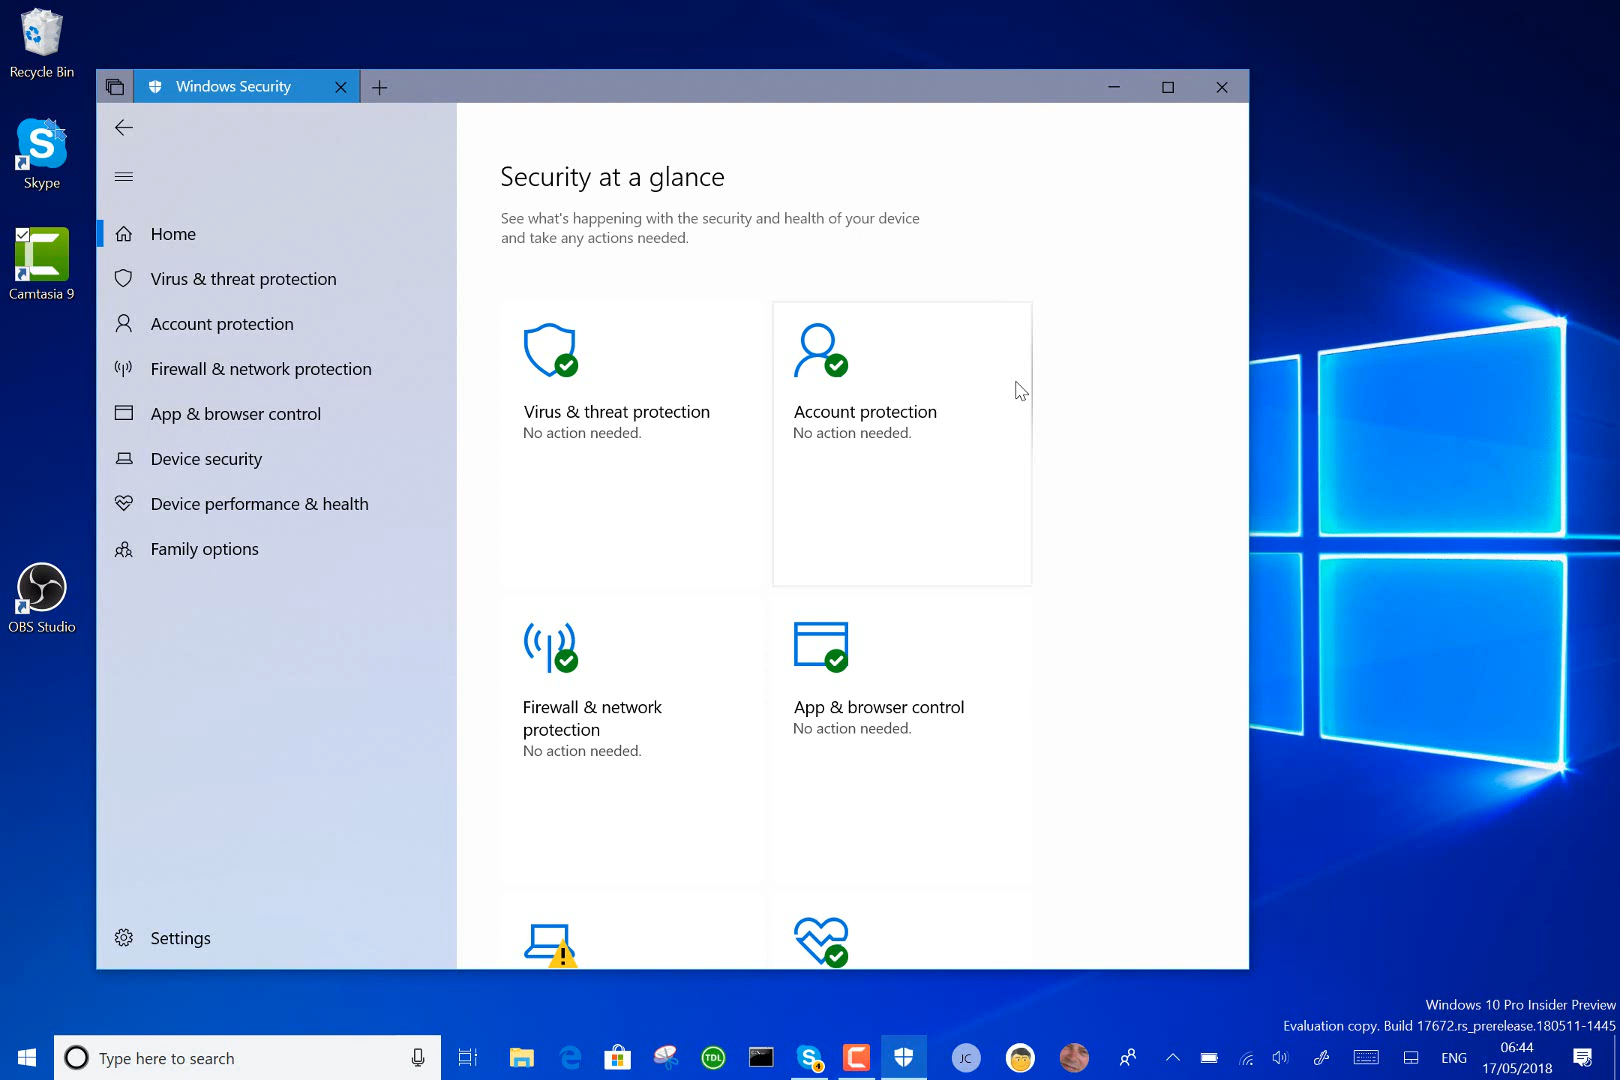 Recycle Bin
Skype
Camtasia 9
OBS Studio
Windows Security
Home
Virus & threat protection
Account protection
Firewall & network protection
App & browser control
Device security
Device performance & health
Family options
Settings
Security at a glance
See what's happening with the security and health of your device
and take any actions needed.
Virus & threat protection
No action needed.
Account protection
No action needed.
Firewall & network
protection
No action needed.
App & browser control
No action needed.
Windows 10 Pro Insider Preview
Evaluation copy. Build 17672.rs_prerelease.180511-1445
Type here to search
TDL
S
4
JC
ENG
06:44
17/05/2018